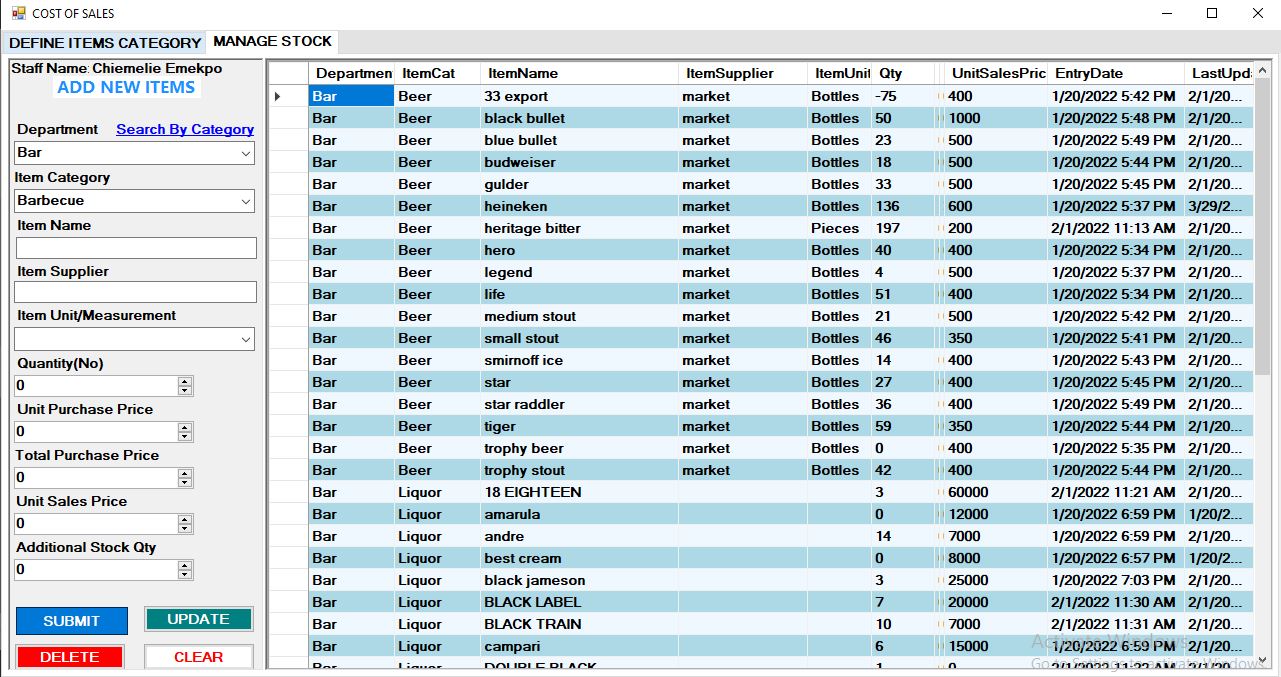 COST OF SALES
DEFINE ITEMS CATEGORY MANAGE STOCK
Staff Name: Chiemelie Emekpo
ADD NEW ITEMS
Department Search By Category
Bar
Item Category
Barbecue
Item Name
Item Supplier
Item Unit/Measurement
Quantity(No)
0
Unit Purchase Price
0
Total Purchase Price
0
Unit Sales Price
0
Additional Stock Qty
0
SUBMIT UPDATE
DELETE CLEAR
Departmen ItemCat ItemName ItemSupplier ItemUnit Qty UnitSalesPric EntryDate LastUpd
Bar Beer 33 export market Bottles -75 400 1/20/2022 5:42 PM 2/1/20...
Bar Beer black bullet market Bottles 50 1000 1/20/2022 5:48 PM 2/1/20...
Bar Beer blue bullet market Bottles 23 500 1/20/2022 5:49 PM 2/1/20...
Bar Beer budweiser market Bottles 18 500 1/20/2022 5:44 PM 2/1/20...
Bar Beer gulder market Bottles 33 500 1/20/2022 5:45 PM 2/1/20...
Bar Beer heineken market Bottles 136 600 1/20/2022 5:37 PM 3/29/2...
Bar Beer heritage bitter market Pieces 197 200 2/1/2022 11:13 AM 2/1/20...
Bar Beer hero market Bottles 40 400 1/20/2022 5:34 PM 2/1/20...
Bar Beer legend market Bottles 4 500 1/20/2022 5:37 PM 2/1/20...
Bar Beer life market Bottles 51 400 1/20/2022 5:34 PM 2/1/20...
Bar Beer medium stout market Bottles 21 500 1/20/2022 5:42 PM 2/1/20...
Bar Beer small stout market Bottles 46 350 1/20/2022 5:41 PM 2/1/20...
Bar Beer smirnoff ice market Bottles 14 400 1/20/2022 5:43 PM 2/1/20...
Bar Beer star market Bottles 27 400 1/20/2022 5:45 PM 2/1/20...
Bar Beer star raddler market Bottles 36 400 1/20/2022 5:49 PM 2/1/20...
Bar Beer tiger market Bottles 59 350 1/20/2022 5:44 PM 2/1/20...
Bar Beer trophy beer market Bottles 0 400 1/20/2022 5:35 PM 2/1/20...
Bar Beer trophy stout market Bottles 42 400 1/20/2022 5:44 PM 2/1/20...
Bar Liquor 18 EIGHTEEN 3 60000 2/1/2022 11:21 AM 2/1/20...
Bar Liquor amarula 0 12000 1/20/2022 6:59 PM 1/20/2...
Bar Liquor andre 14 7000 1/20/2022 6:59 PM 2/1/20...
Bar Liquor best cream 0 8000 1/20/2022 6:57 PM 1/20/2...
Bar Liquor black jameson 3 25000 1/20/2022 7:03 PM 2/1/20...
Bar Liquor BLACK LABEL 7 20000 2/1/2022 11:30 AM 2/1/20...
Bar Liquor BLACK TRAIN 10 7000 2/1/2022 11:31 AM 2/1/20...
Bar Liquor campari 6 15000 1/20/2022 6:59 PM 2/1/20...
Bar Liquor DOUBLE BLACK 1 0
Activate Windows
Go to Settings to activate Windows.